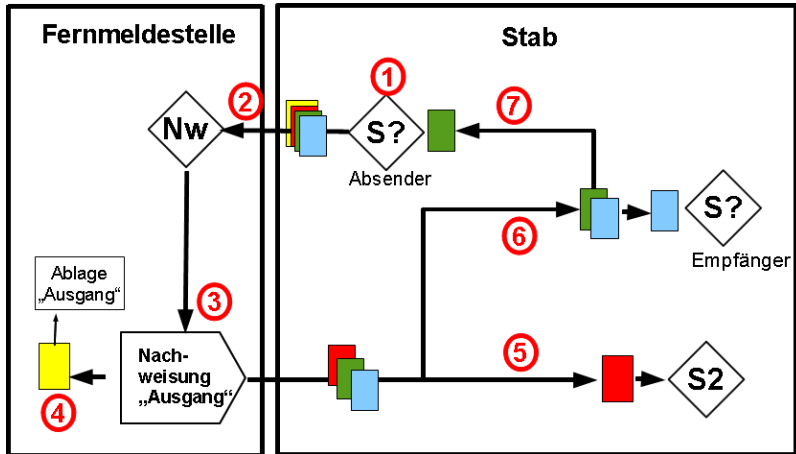 Fernmeldestelle
Stab
1
2
7
Nw
S?
Absender
S?
Empfänger
6
3
Ablage
„Ausgang“
Nach-
weisung
„Ausgang“
4
5
S2